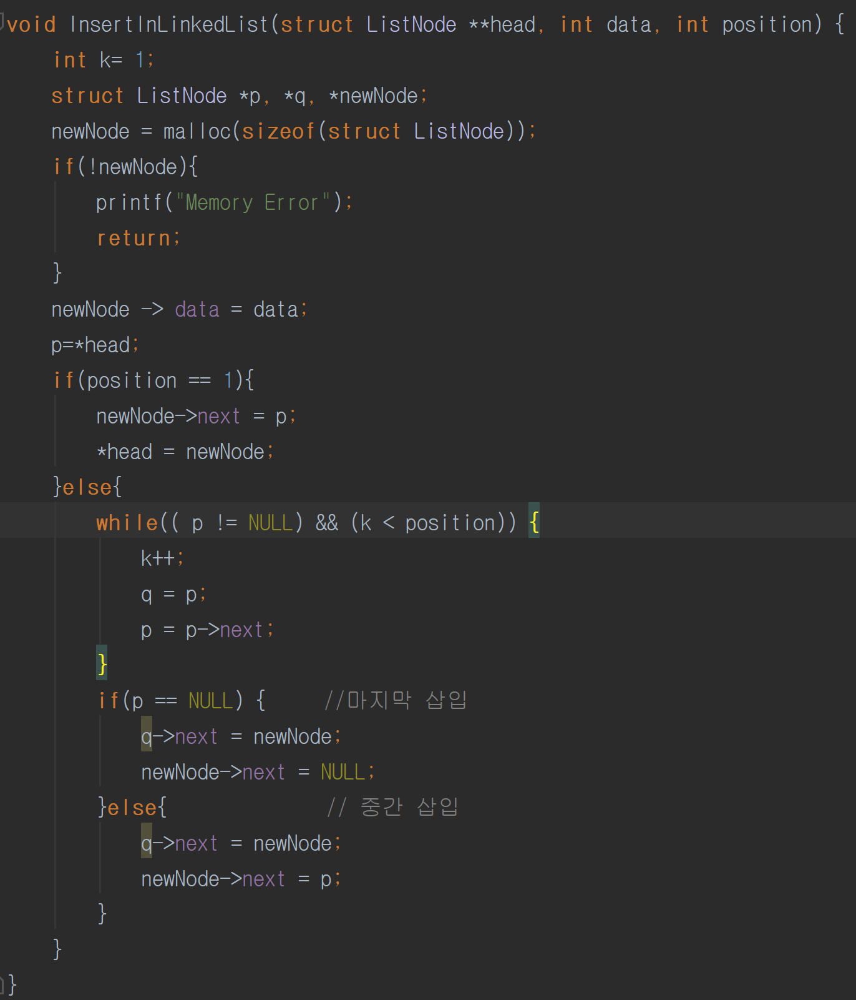 void InsertInLinkedList(struct ListNode **head, int data, int position) {
    int k= 1;
    struct ListNode *p, *q, *newNode;
    newNode = malloc(sizeof(struct ListNode));
    if(!newNode){
        printf("Memory Error");
        return;
    }
    newNode -> data = data;
    p=*head;
    if(position == 1){
        newNode->next = p;
        *head = newNode;
    }else{
        while(( p != NULL) && (k < position)) {
            k++;
            q = p;
            p = p->next;
        }
        if(p == NULL) {     //마지막 삽입
            q->next = newNode;
            newNode->next = NULL;
        }else{              // 중간 삽입
            q->next = newNode;
            newNode->next = p;
        }
    }
}